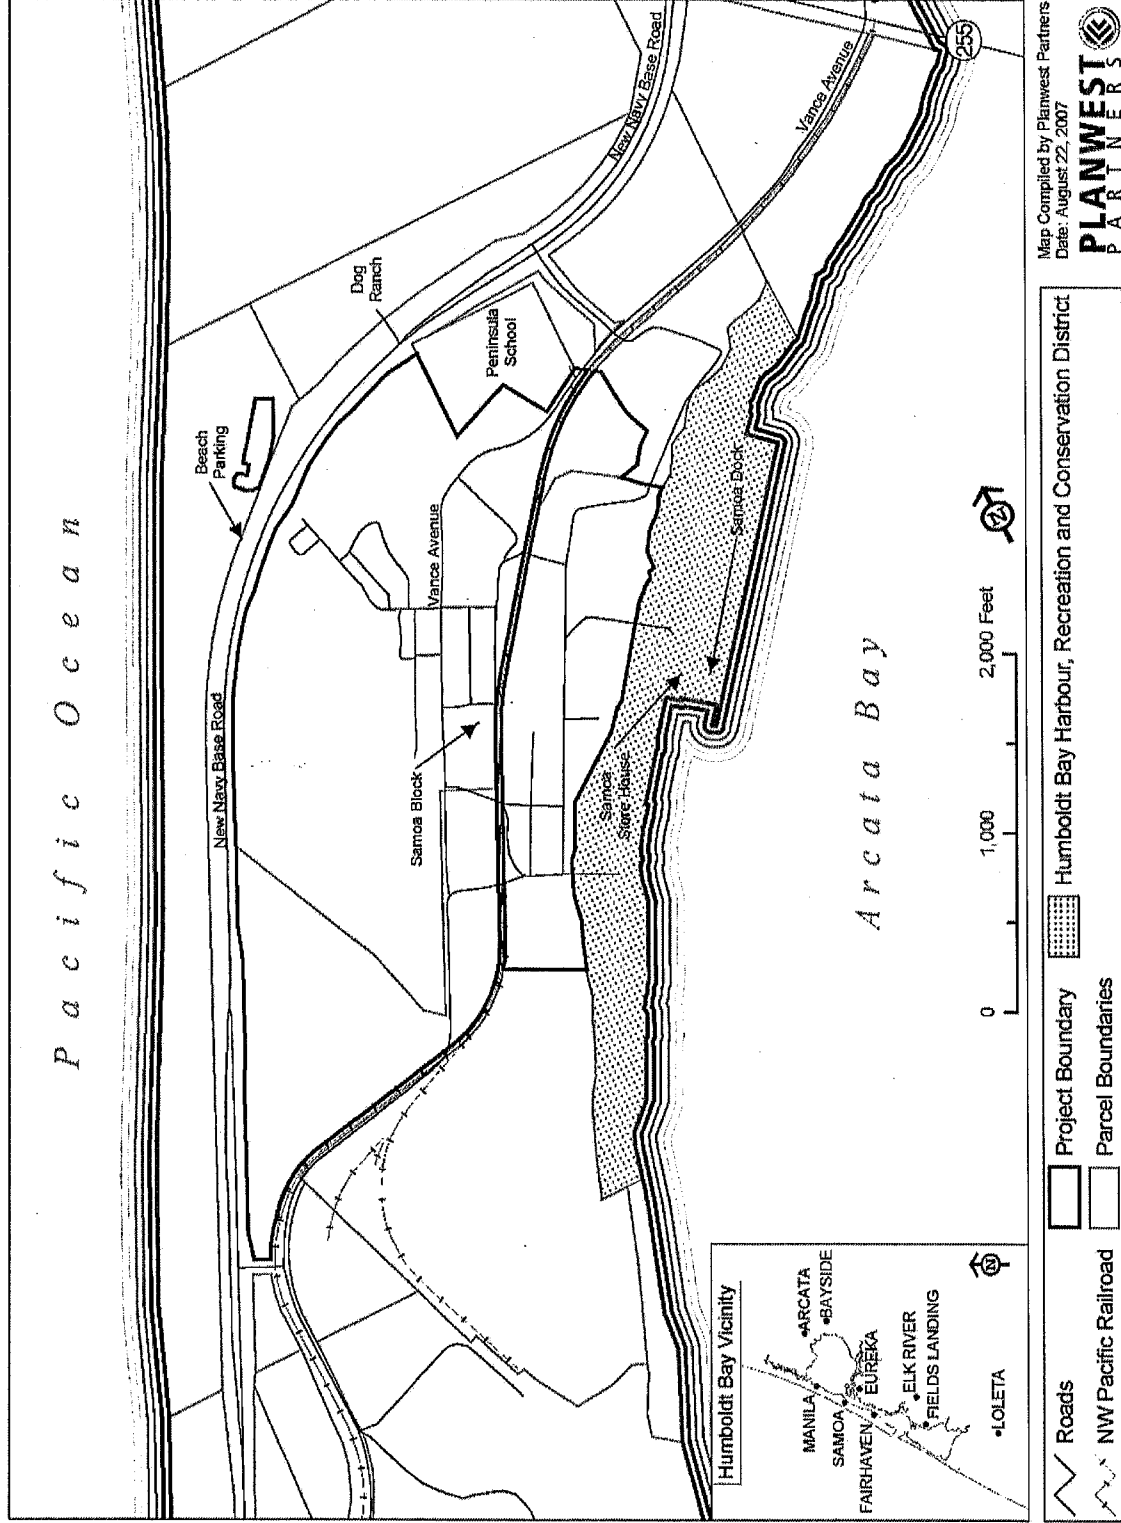 Pacific Ocean
New Navy Base Road
Beach
Parking
Dog
Ranch
New Navy Base Road
Peninsula
School
Vance Avenue
Vance Avenue
255
Samoa Block
Samoa
Store House
Samoa Dock
Arcata Bay
0
1,000
2,000 Feet
N
Humboldt Bay Vicinity
MANILA
SAMOA
FAIRHAVEN
ARCATA
BAYSIDE
EUREKA
ELK RIVER
FIELDS LANDING
LOLETA
N
Roads
NW Pacific Railroad
Project Boundary
Parcel Boundaries
Humboldt Bay Harbour, Recreation and Conservation District
Map Compiled by Planwest Partners
Date: August 22, 2007
PLANWEST
PARTNERS